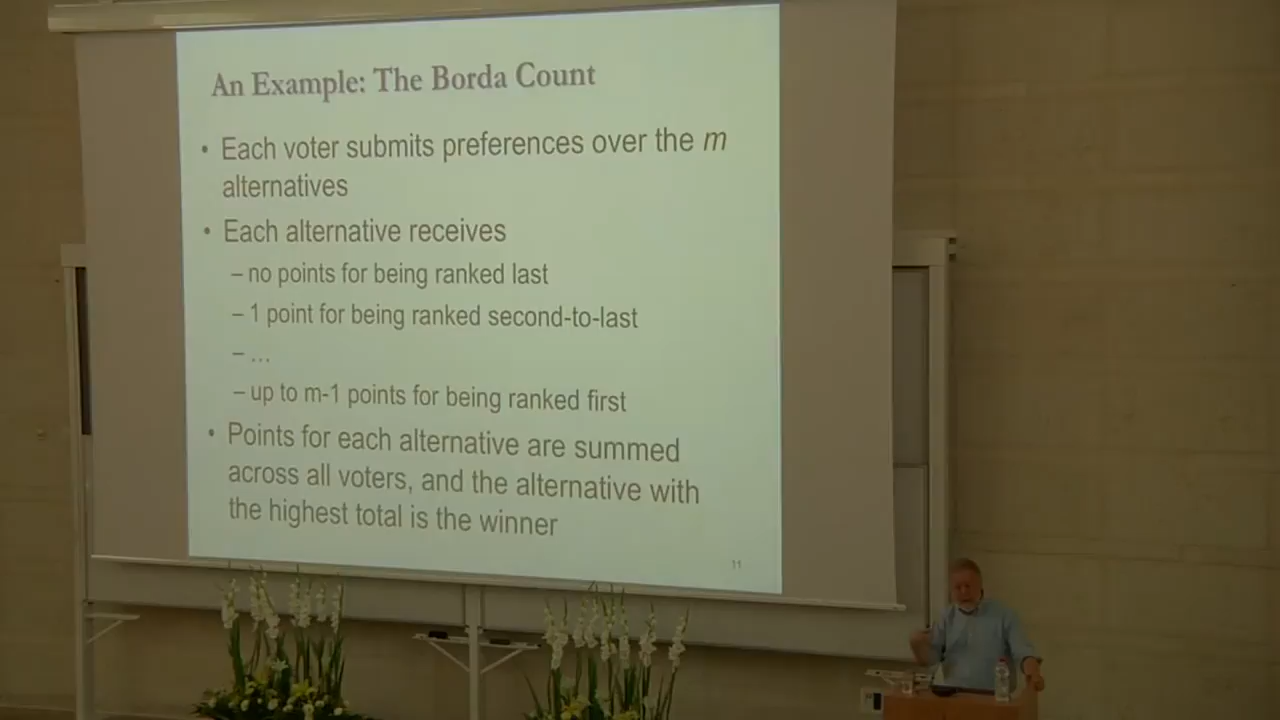 An Example: The Borda Count
• Each voter submits preferences over the m
alternatives
• Each alternative receives
– no points for being ranked last
– 1 point for being ranked second-to-last
– ...
– up to m-1 points for being ranked first
• Points for each alternative are summed
across all voters, and the alternative with
the highest total is the winner
11